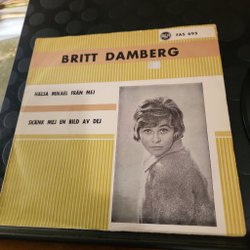 RCA
FAS 695
BRITT DAMBERG
HÄLSA MIKAEL FRÅN MEJ
SKÄNK MEJ EN BILD AV DEJ